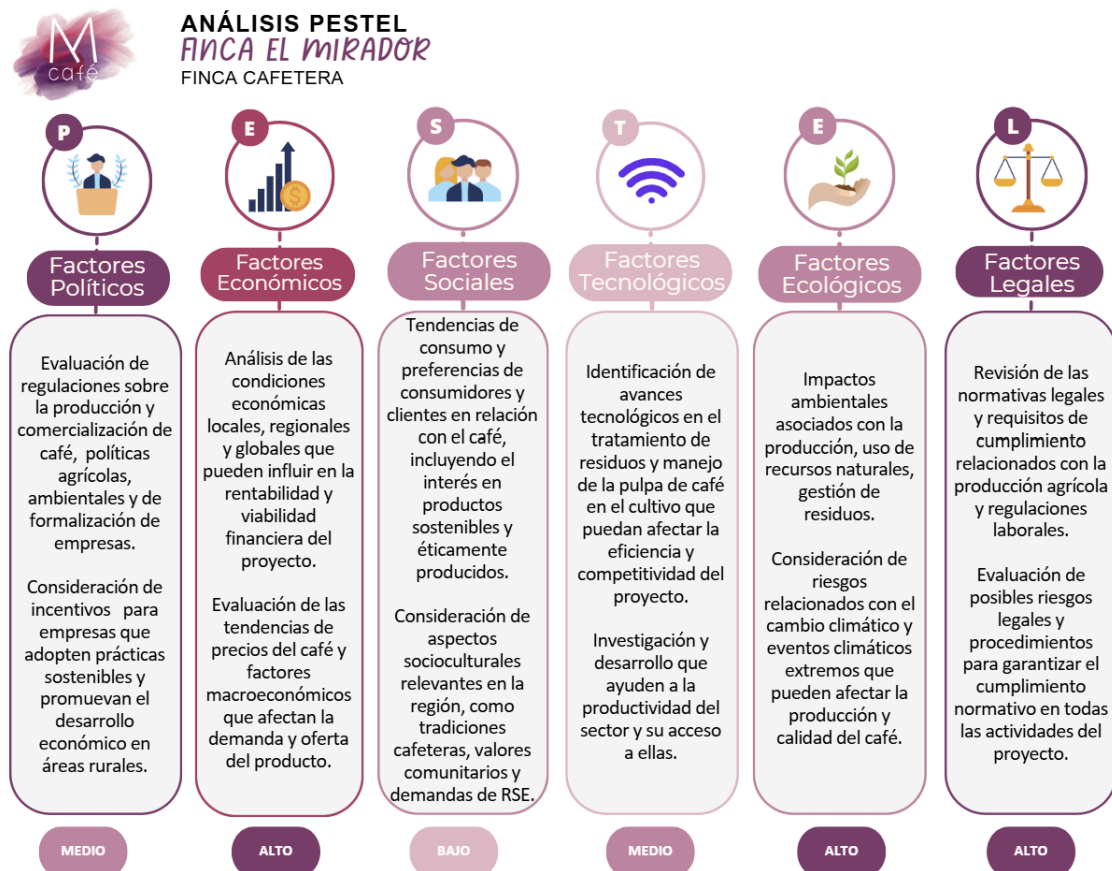 M
café
ANÁLISIS PESTEL
FINCA EL MIRADOR
FINCA CAFETERA
P
Factores
Políticos
Evaluación de
regulaciones sobre
la producción y
comercialización de
café, políticas
agrícolas,
ambientales y de
formalización de
empresas.
Consideración de
incentivos para
empresas que
adopten prácticas
sostenibles y
promuevan el
desarrollo
económico en
áreas rurales.
MEDIO
E
Factores
Económicos
Análisis de las
condiciones
económicas
locales, regionales
y globales que
pueden influir en la
rentabilidad y
viabilidad
financiera del
proyecto.
Evaluación de las
tendencias de
precios del café y
factores
macroeconómicos
que afectan la
demanda y oferta
del producto.
ALTO
S
Factores
Sociales
Tendencias de
consumo y
preferencias de
consumidores y
clientes en relación
con el café,
incluyendo el
interés en
productos
sostenibles y
éticamente
producidos.
Consideración de
aspectos
socioculturales
relevantes en la
región, como
tradiciones
cafeteras, valores
comunitarios y
demandas de RSE.
BAJO
T
Factores
Tecnológicos
Identificación de
avances
tecnológicos en el
tratamiento de
residuos y manejo
de la pulpa de café
en el cultivo que
puedan afectar la
eficiencia y
competitividad del
proyecto.
Investigación y
desarrollo que
ayuden a la
productividad del
sector y su acceso
a ellas.
MEDIO
E
Factores
Ecológicos
Impactos
ambientales
asociados con la
producción, uso de
recursos naturales,
gestión de
residuos.
Consideración de
riesgos
relacionados con el
cambio climático y
eventos climáticos
extremos que
pueden afectar la
producción y
calidad del café.
ALTO
L
Factores
Legales
Revisión de las
normativas legales
y requisitos de
cumplimiento
relacionados con la
producción agrícola
y regulaciones
laborales.
Evaluación de
posibles riesgos
legales y
procedimientos
para garantizar el
cumplimiento
normativo en todas
las actividades del
proyecto.
ALTO